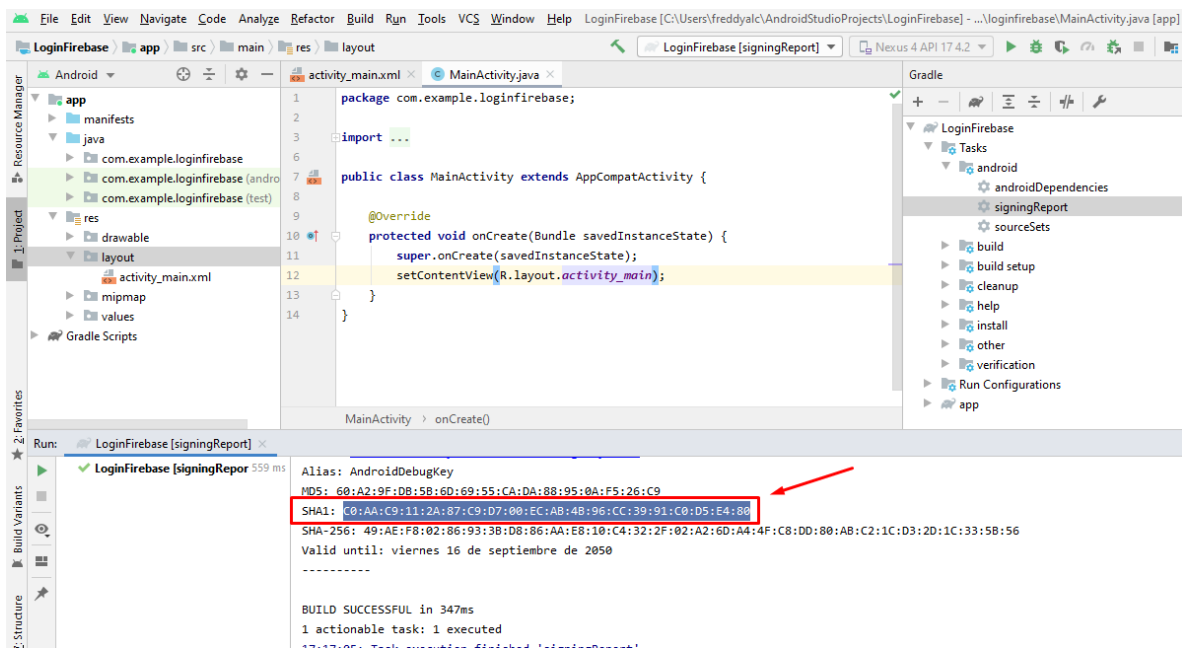 File Edit View Navigate Code Analyze Refactor Build Run Tools VCS Window Help LoginFirebase [C:\Users\freddyalc\AndroidStudioProjects\LoginFirebase] - ...\loginfirebase\MainActivity.java [app]
LoginFirebase app src main res layout
LoginFirebase [signingReport]
Nexus 4 API 17 4.2
Resource Manager
1: Project
2: Favorites
Build Variants
7: Structure
Android
app
manifests
java
com.example.loginfirebase
com.example.loginfirebase (andro
com.example.loginfirebase (test)
res
drawable
layout
activity_main.xml
mipmap
values
Gradle Scripts
activity_main.xml
MainActivity.java
1 package com.example.loginfirebase;
2
3 import ...
6
7 public class MainActivity extends AppCompatActivity {
8
9 @Override
10 protected void onCreate(Bundle savedInstanceState) {
11 super.onCreate(savedInstanceState);
12 setContentView(R.layout.activity_main);
13 }
14 }
MainActivity > onCreate()
Gradle
LoginFirebase
Tasks
android
androidDependencies
signingReport
sourceSets
build
build setup
cleanup
help
install
other
verification
Run Configurations
app
Run: LoginFirebase [signingReport]
LoginFirebase [signingRepor 559 ms
Alias: AndroidDebugKey
MD5: 60:A2:9F:DB:5B:6D:69:55:CA:DA:88:95:0A:F5:26:C9
SHA1: C0:AA:C9:11:2A:87:C9:D7:00:EC:AB:4B:96:CC:39:91:C0:D5:E4:80
SHA-256: 49:AE:F8:02:86:93:3B:D8:86:AA:E8:10:C4:32:2F:02:A2:6D:A4:4F:C8:DD:80:AB:C2:1C:D3:2D:1C:33:5B:56
Valid until: viernes 16 de septiembre de 2050
----------
BUILD SUCCESSFUL in 347ms
1 actionable task: 1 executed
17:17:05: Task execution finished 'signingReport'.